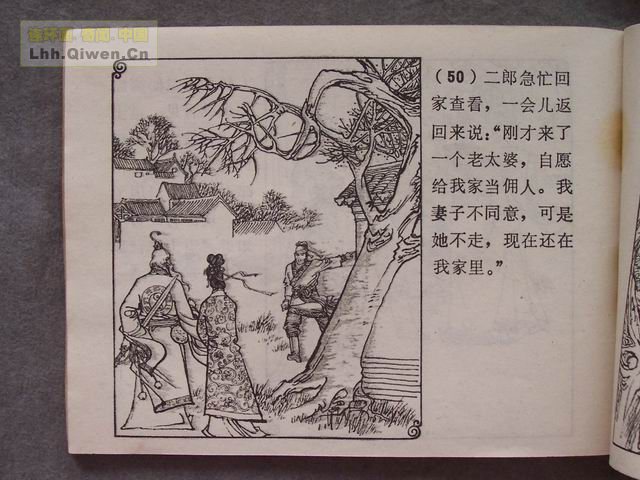 连环画·奇闻·中国
Lhh.Qiwen.Cn
（50）二郎急忙回
家查看，一会儿返
回来说：“刚才来了
一个老太婆，自愿
给我家当佣人。我
妻子不同意，可是
她不走，现在还在
我家里。”